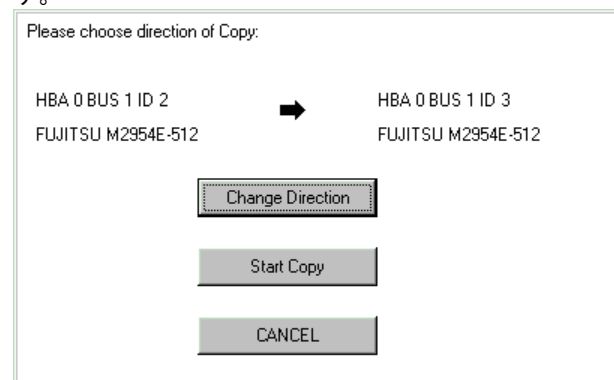 す。
Please choose direction of Copy:
HBA 0 BUS 1 ID 2 HBA 0 BUS 1 ID 3
FUJITSU M2954E-512 FUJITSU M2954E-512
Change Direction
Start Copy
CANCEL